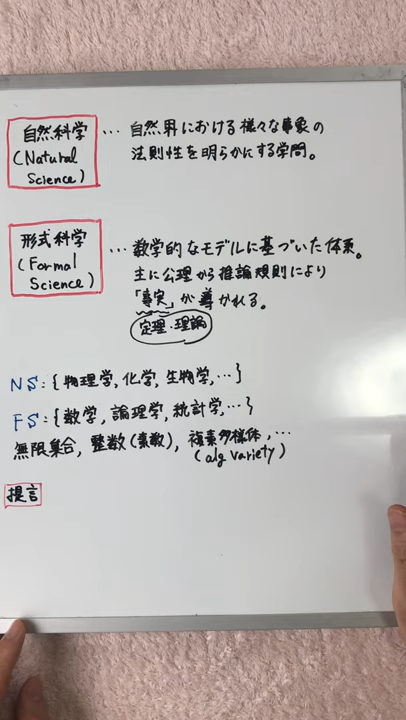 自然科学
(Natural
Science)
… 自然界における様々な事象の
法則性を明らかにする学問。
形式科学
(Formal
Science)
… 数学的なモデルに基づいた体系。
主に公理から推論規則により
「事実」が導かれる。
定理・理論
NS:{物理学,化学,生物学,…}
FS:{数学,論理学,統計学,…}
無限集合,整数(素数),複素多様体,…
(alg variety)
提言